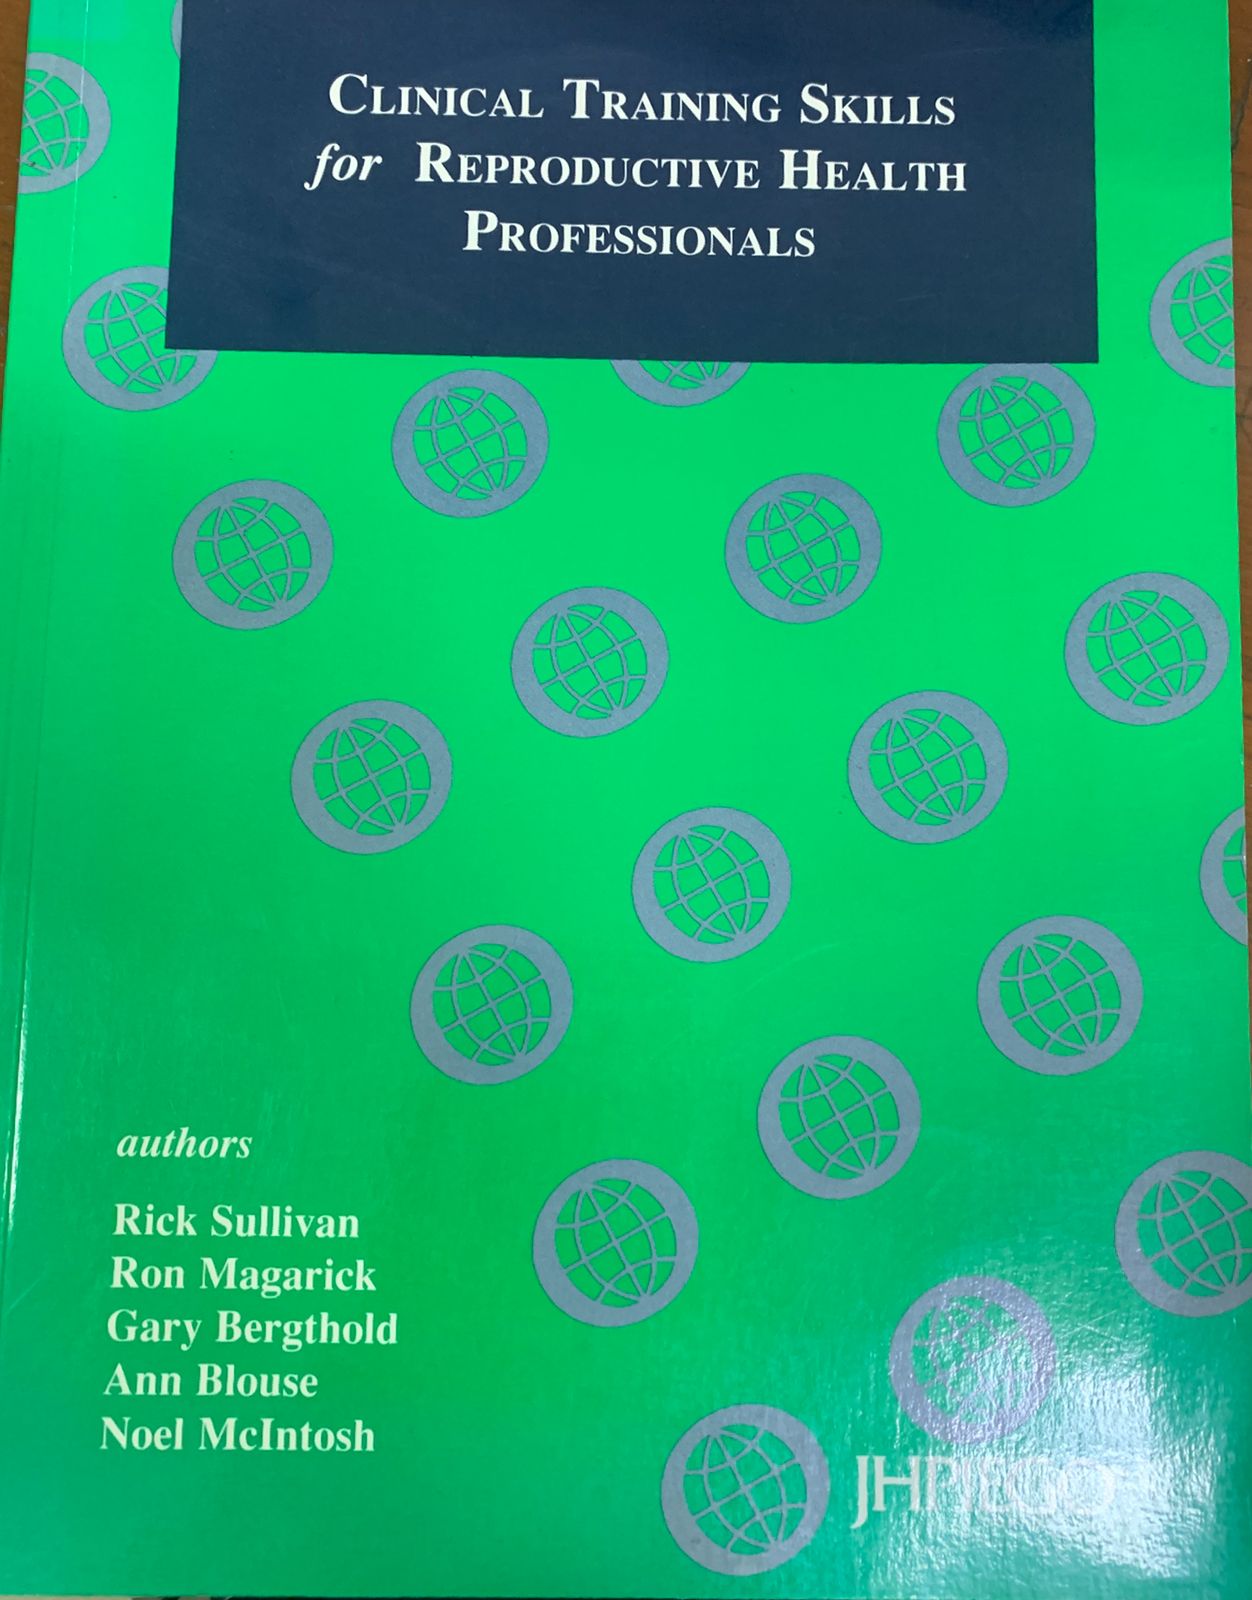 CLINICAL TRAINING SKILLS
for REPRODUCTIVE HEALTH
PROFESSIONALS
authors
Rick Sullivan
Ron Magarick
Gary Bergthold
Ann Blouse
Noel McIntosh
JHPIEGO